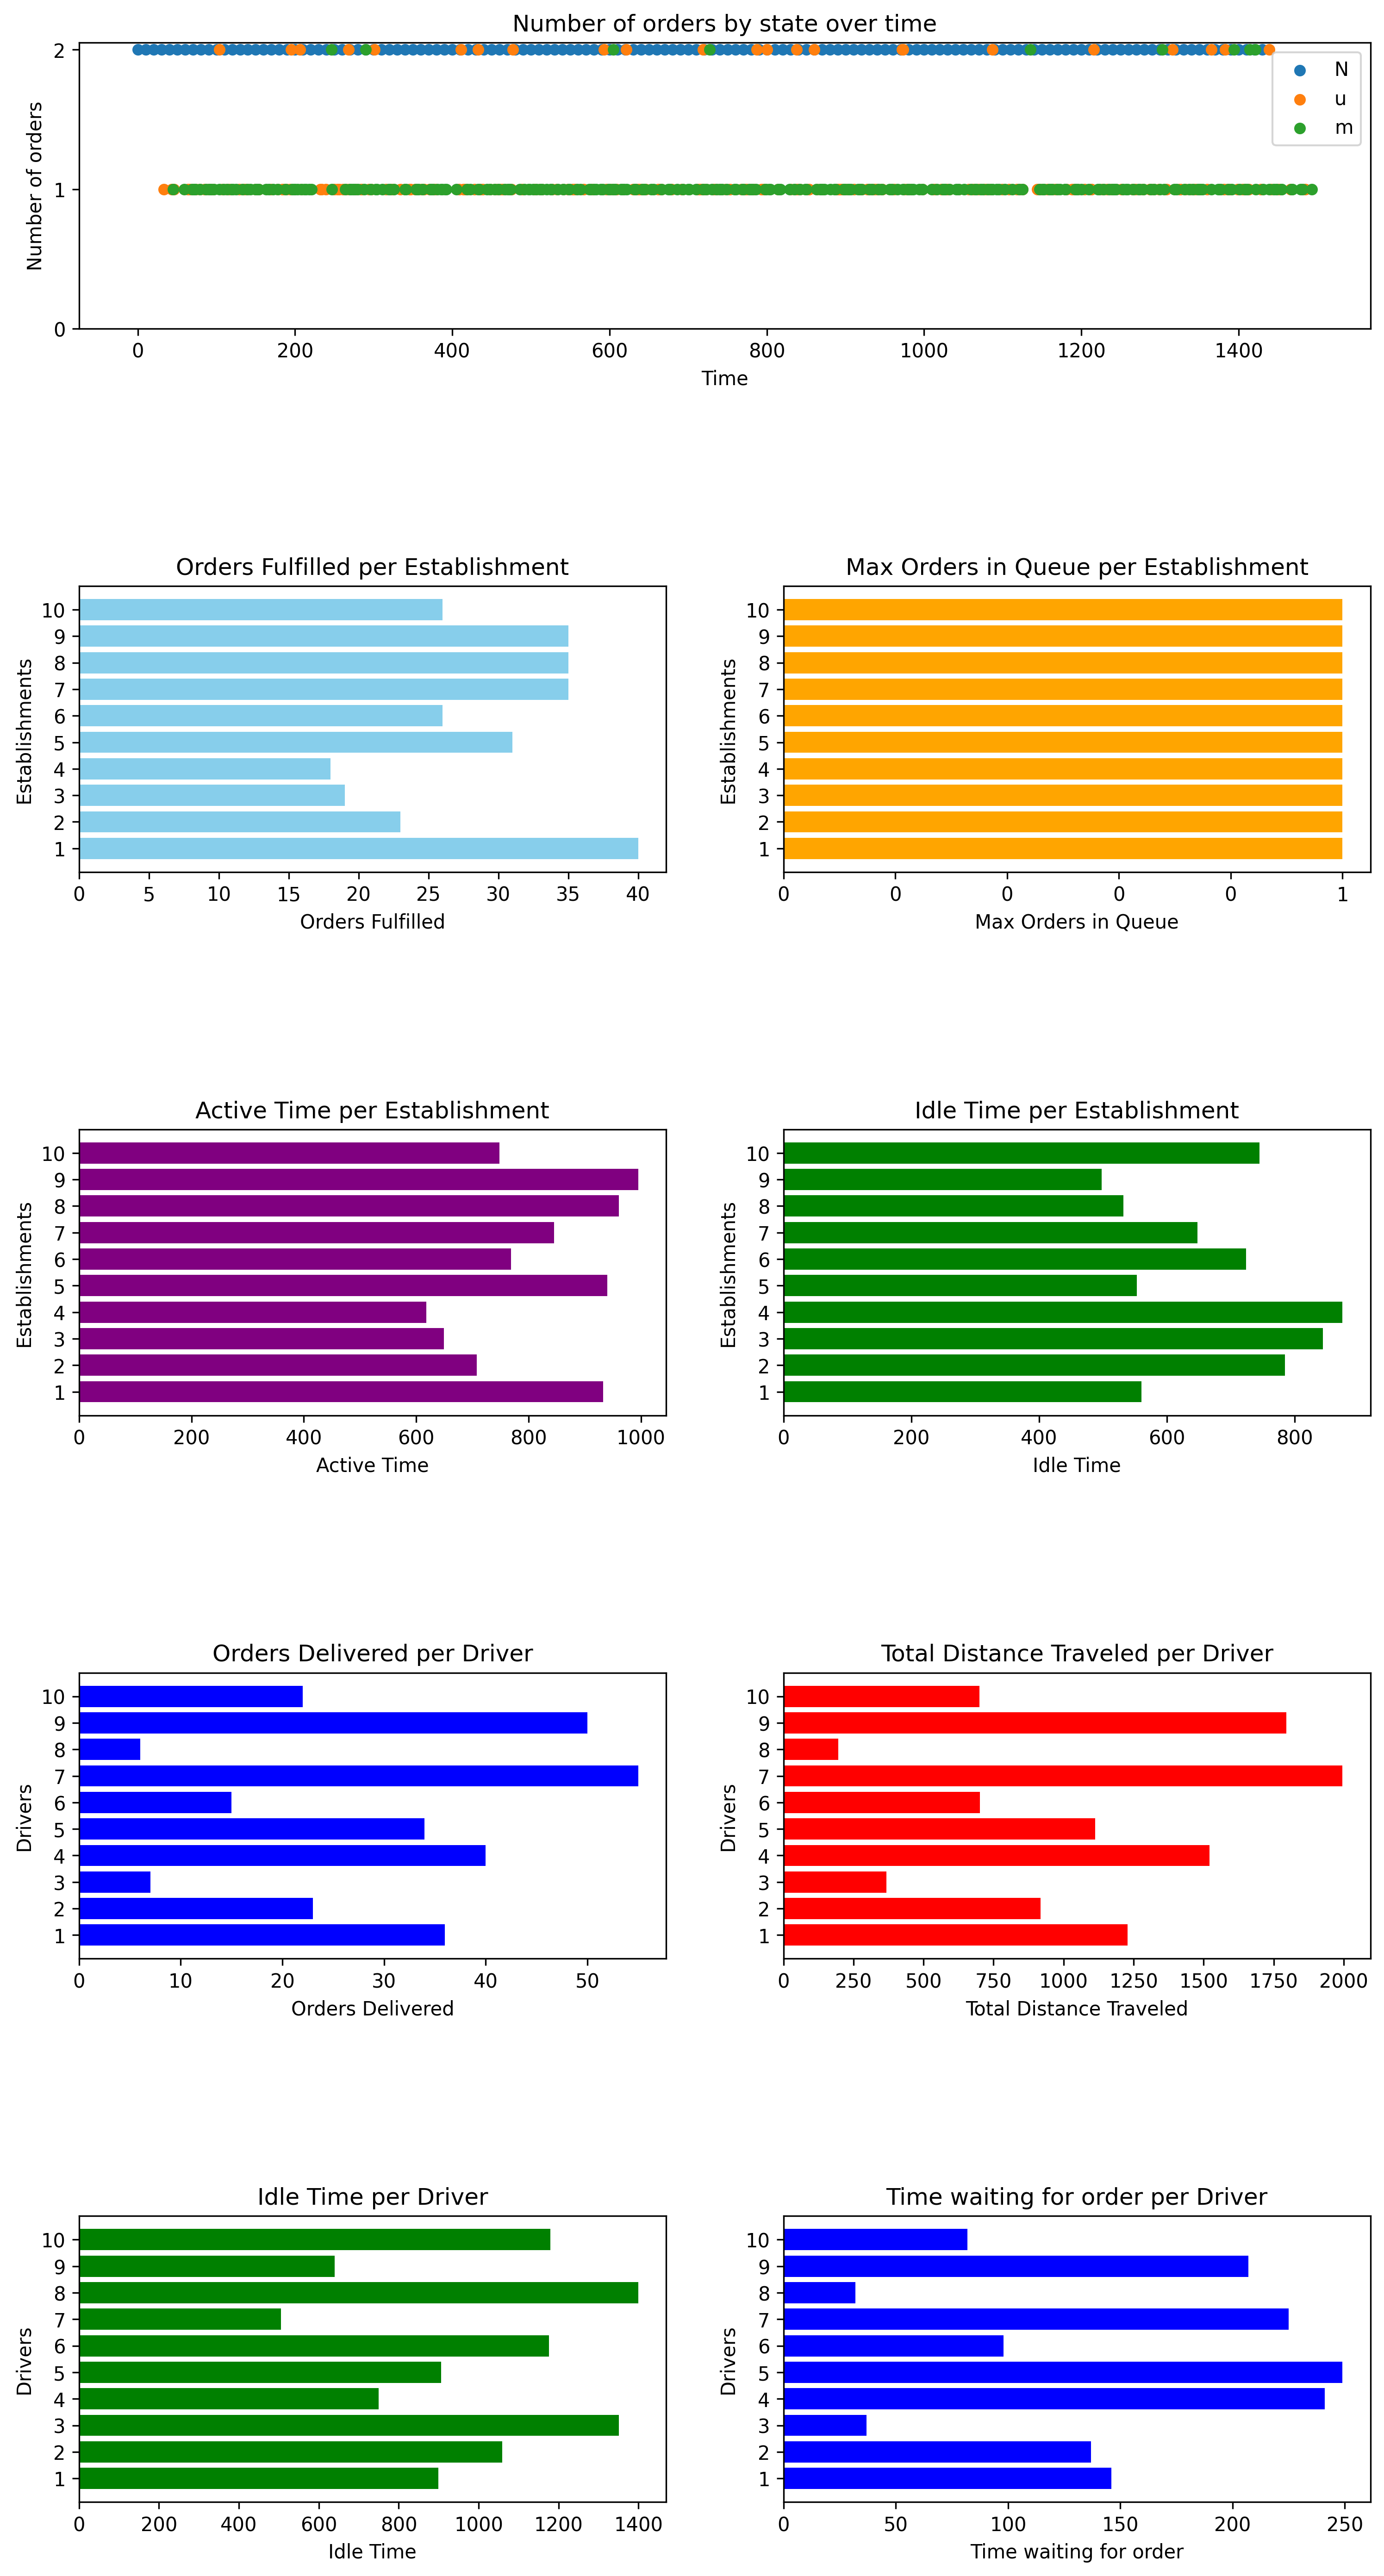 Number of orders by state over time
Number of orders
2
1
0
N
u
m
0 200 400 600 800 1000 1200 1400
Time
Orders Fulfilled per Establishment
Establishments
10
9
8
7
6
5
4
3
2
1
0 5 10 15 20 25 30 35 40
Orders Fulfilled
Max Orders in Queue per Establishment
Establishments
10
9
8
7
6
5
4
3
2
1
0 0 0 0 0 1
Max Orders in Queue
Active Time per Establishment
Establishments
10
9
8
7
6
5
4
3
2
1
0 200 400 600 800 1000
Active Time
Idle Time per Establishment
Establishments
10
9
8
7
6
5
4
3
2
1
0 200 400 600 800
Idle Time
Orders Delivered per Driver
Drivers
10
9
8
7
6
5
4
3
2
1
0 10 20 30 40 50
Orders Delivered
Total Distance Traveled per Driver
Drivers
10
9
8
7
6
5
4
3
2
1
0 250 500 750 1000 1250 1500 1750 2000
Total Distance Traveled
Idle Time per Driver
Drivers
10
9
8
7
6
5
4
3
2
1
0 200 400 600 800 1000 1200 1400
Idle Time
Time waiting for order per Driver
Drivers
10
9
8
7
6
5
4
3
2
1
0 50 100 150 200 250
Time waiting for order